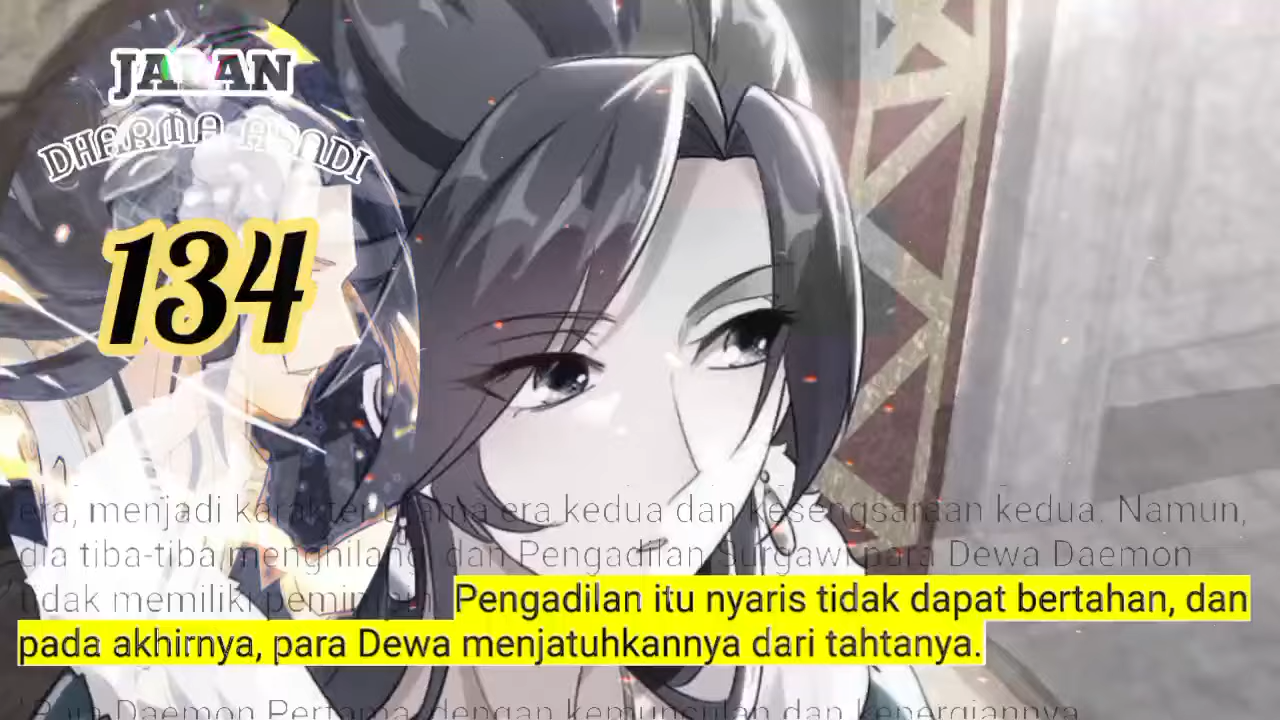 JALAN
DHARMA ABADI
134
era, menjadi karakter utama era kedua dan kesengsaraan kedua. Namun,
dia tiba-tiba menghilang, dan Pengadilan Surgawi para Dewa Daemon
tidak memiliki pemimpin. Pengadilan itu nyaris tidak dapat bertahan, dan
pada akhirnya, para Dewa menjatuhkannya dari tahtanya.
'Raja Daemon Pertama, dengan kemunculan dan kepergiannya